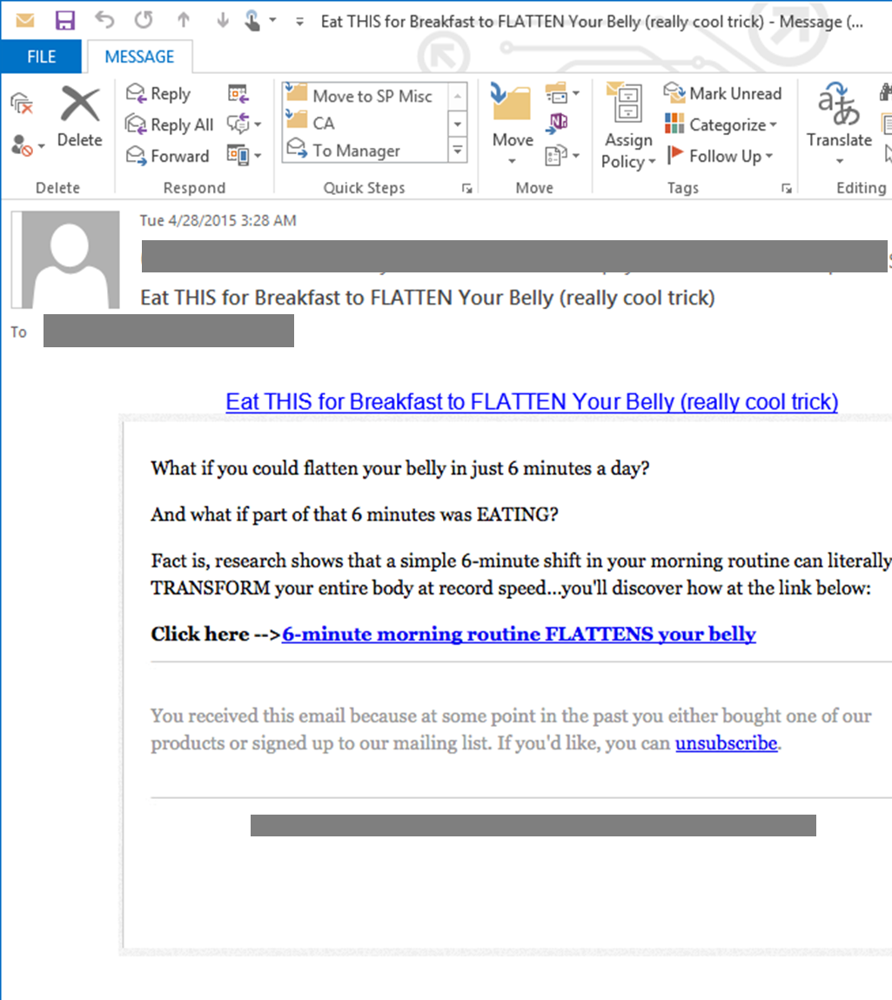 Eat THIS for Breakfast to FLATTEN Your Belly (really cool trick) - Message (...
FILE
MESSAGE
Delete
Reply
Reply All
Forward
Move to SP Misc
CA
To Manager
Move
Assign
Policy
Mark Unread
Categorize
Follow Up
Translate
Delete
Respond
Quick Steps
Move
Tags
Editing
Tue 4/28/2015 3:28 AM
Eat THIS for Breakfast to FLATTEN Your Belly (really cool trick)
To
Eat THIS for Breakfast to FLATTEN Your Belly (really cool trick)
What if you could flatten your belly in just 6 minutes a day?
And what if part of that 6 minutes was EATING?
Fact is, research shows that a simple 6-minute shift in your morning routine can literally
TRANSFORM your entire body at record speed...you'll discover how at the link below:
Click here -->6-minute morning routine FLATTENS your belly
You received this email because at some point in the past you either bought one of our
products or signed up to our mailing list. If you'd like, you can unsubscribe.